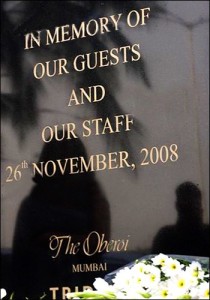 IN MEMORY OF
OUR GUESTS
AND
OUR STAFF
26th NOVEMBER, 2008
The Oberoi
MUMBAI